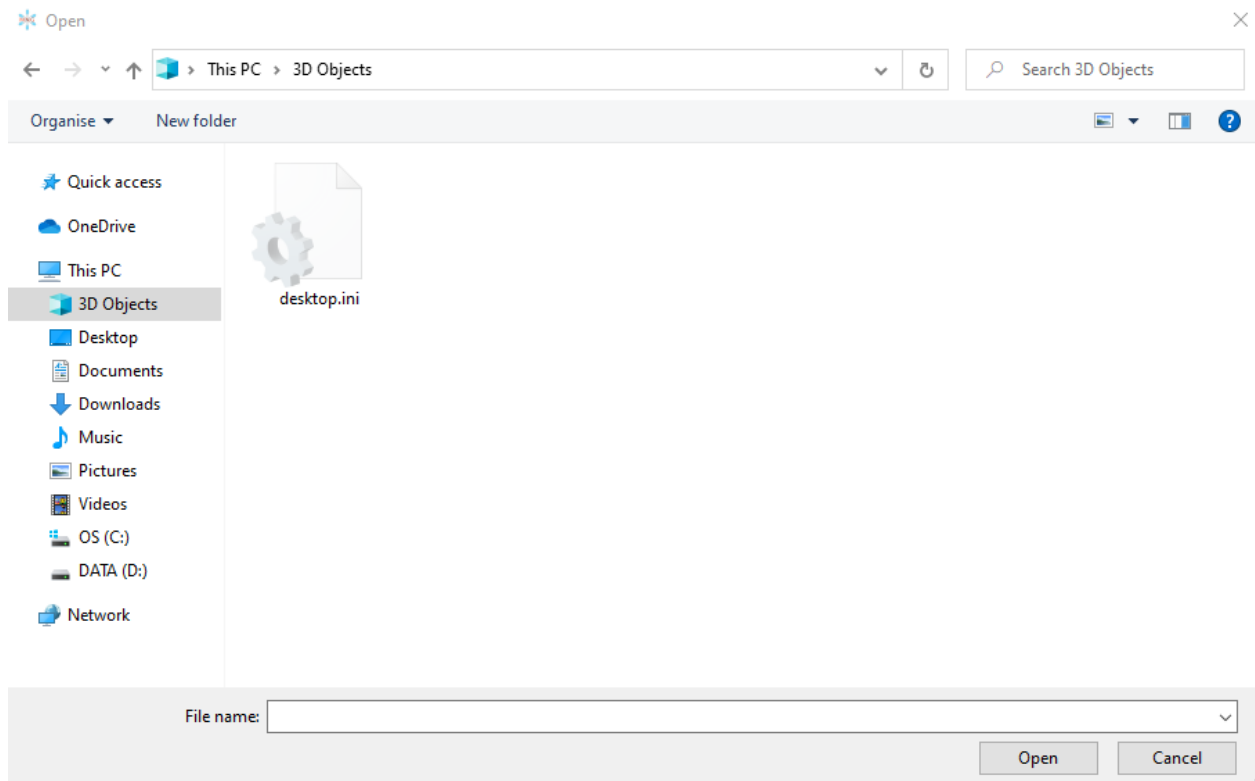 Open
This PC > 3D Objects
Search 3D Objects
Organise
New folder
Quick access
OneDrive
This PC
3D Objects
Desktop
Documents
Downloads
Music
Pictures
Videos
OS (C:)
DATA (D:)
Network
desktop.ini
File name:
Open
Cancel